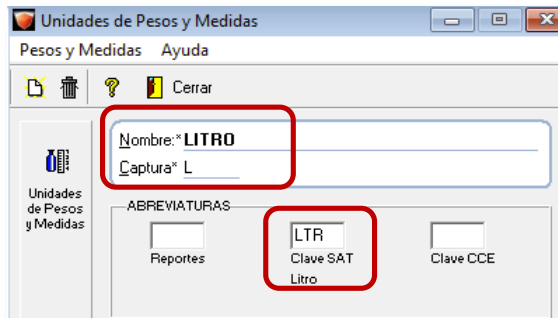 Unidades de Pesos y Medidas
Pesos y Medidas Ayuda
Cerrar
Nombre:* LITRO
Captura* L
Unidades
de Pesos
y Medidas
ABREVIATURAS
LTR
Reportes Clave SAT Clave CCE
Litro